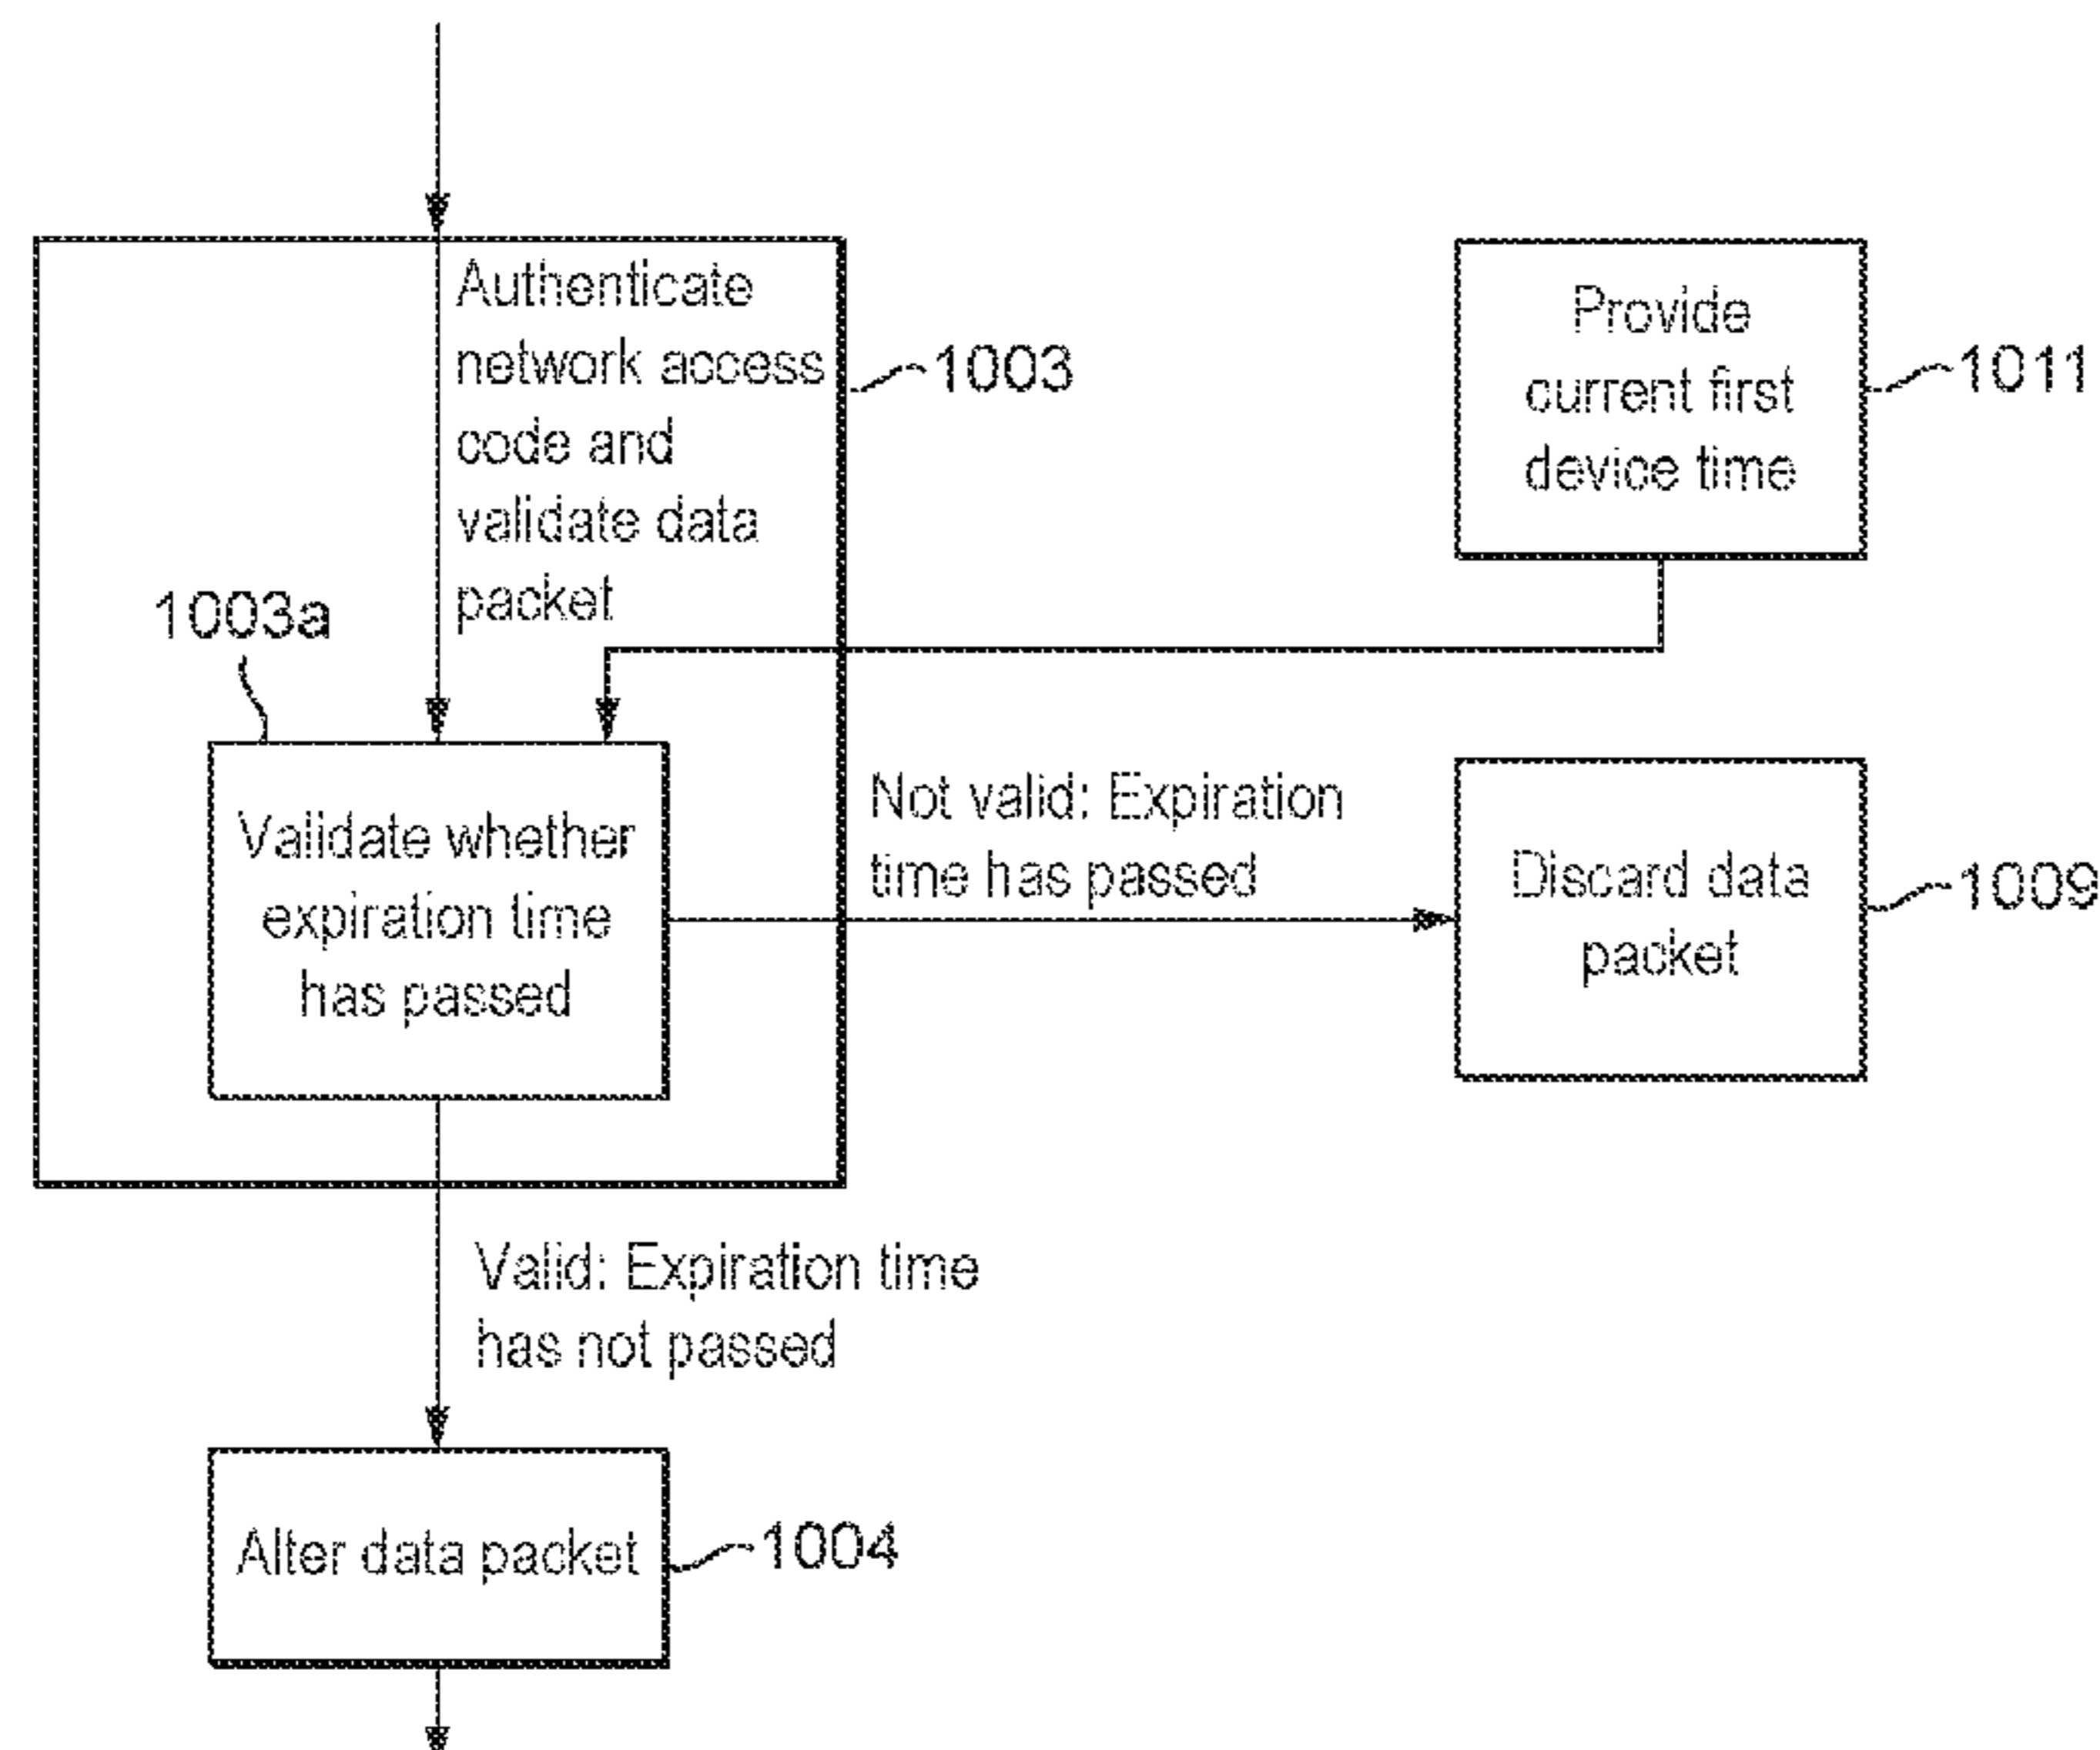 Authenticate
network access
code and
validate data
packet
1003
Provide
current first
device time
1011
1003a
Validate whether
expiration time
has passed
Not valid: Expiration
time has passed
Discard data
packet
1009
Valid: Expiration time
has not passed
Alter data packet
1004